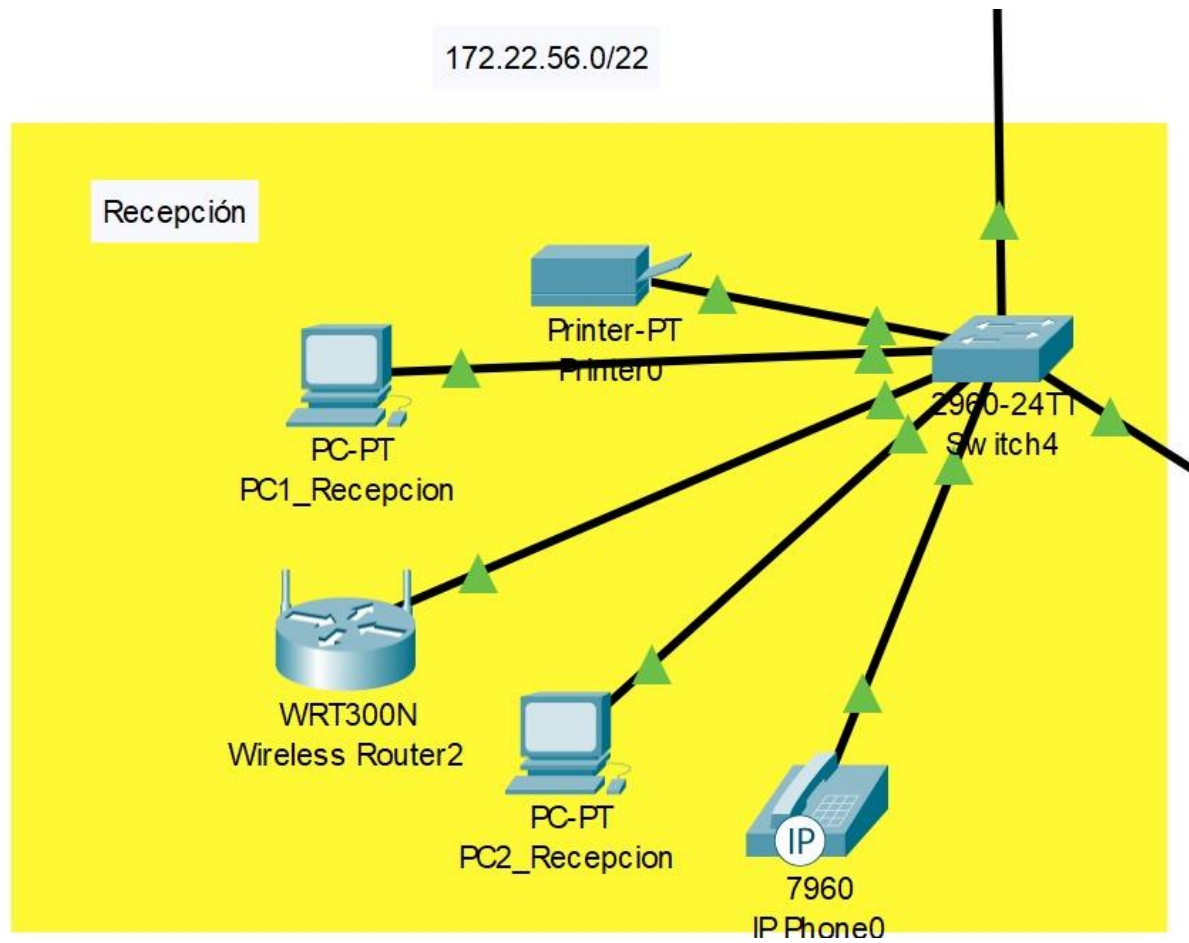 172.22.56.0/22
Recepción
Printer-PT
Printer0
2960-24TT
Switch4
PC-PT
PC1_Recepcion
WRT300N
Wireless Router2
PC-PT
PC2_Recepcion
IP
7960
IP Phone0